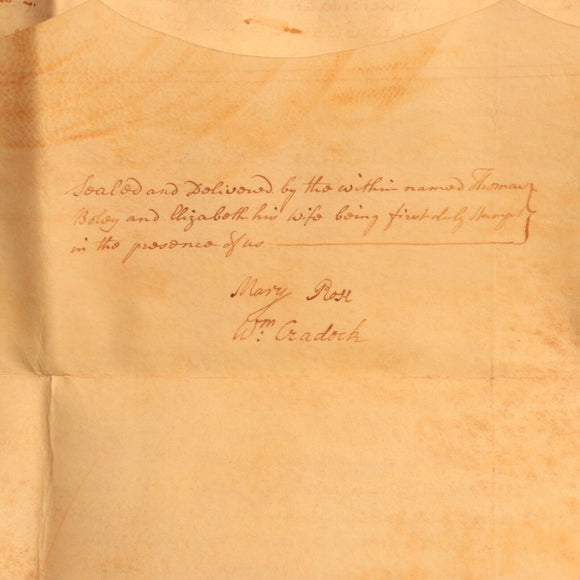 Sealed and Delivered by the within named Thomas
Boley and Elizabeth his Wife being first duly Stampt
in the presence of us
Mary Rose
Wm. Cradock